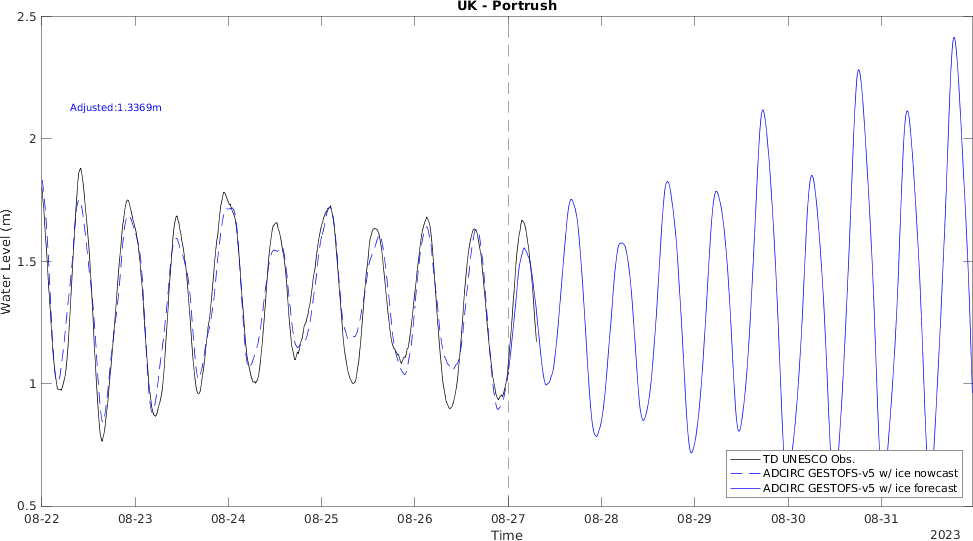 UK - Portrush
Adjusted:1.3369m
Water Level (m)
2.5
2
1.5
1
0.5
08-22 08-23 08-24 08-25 08-26 08-27 08-28 08-29 08-30 08-31
Time
2023
TD UNESCO Obs.
ADCIRC GESTOFS-v5 w/ ice nowcast
ADCIRC GESTOFS-v5 w/ ice forecast